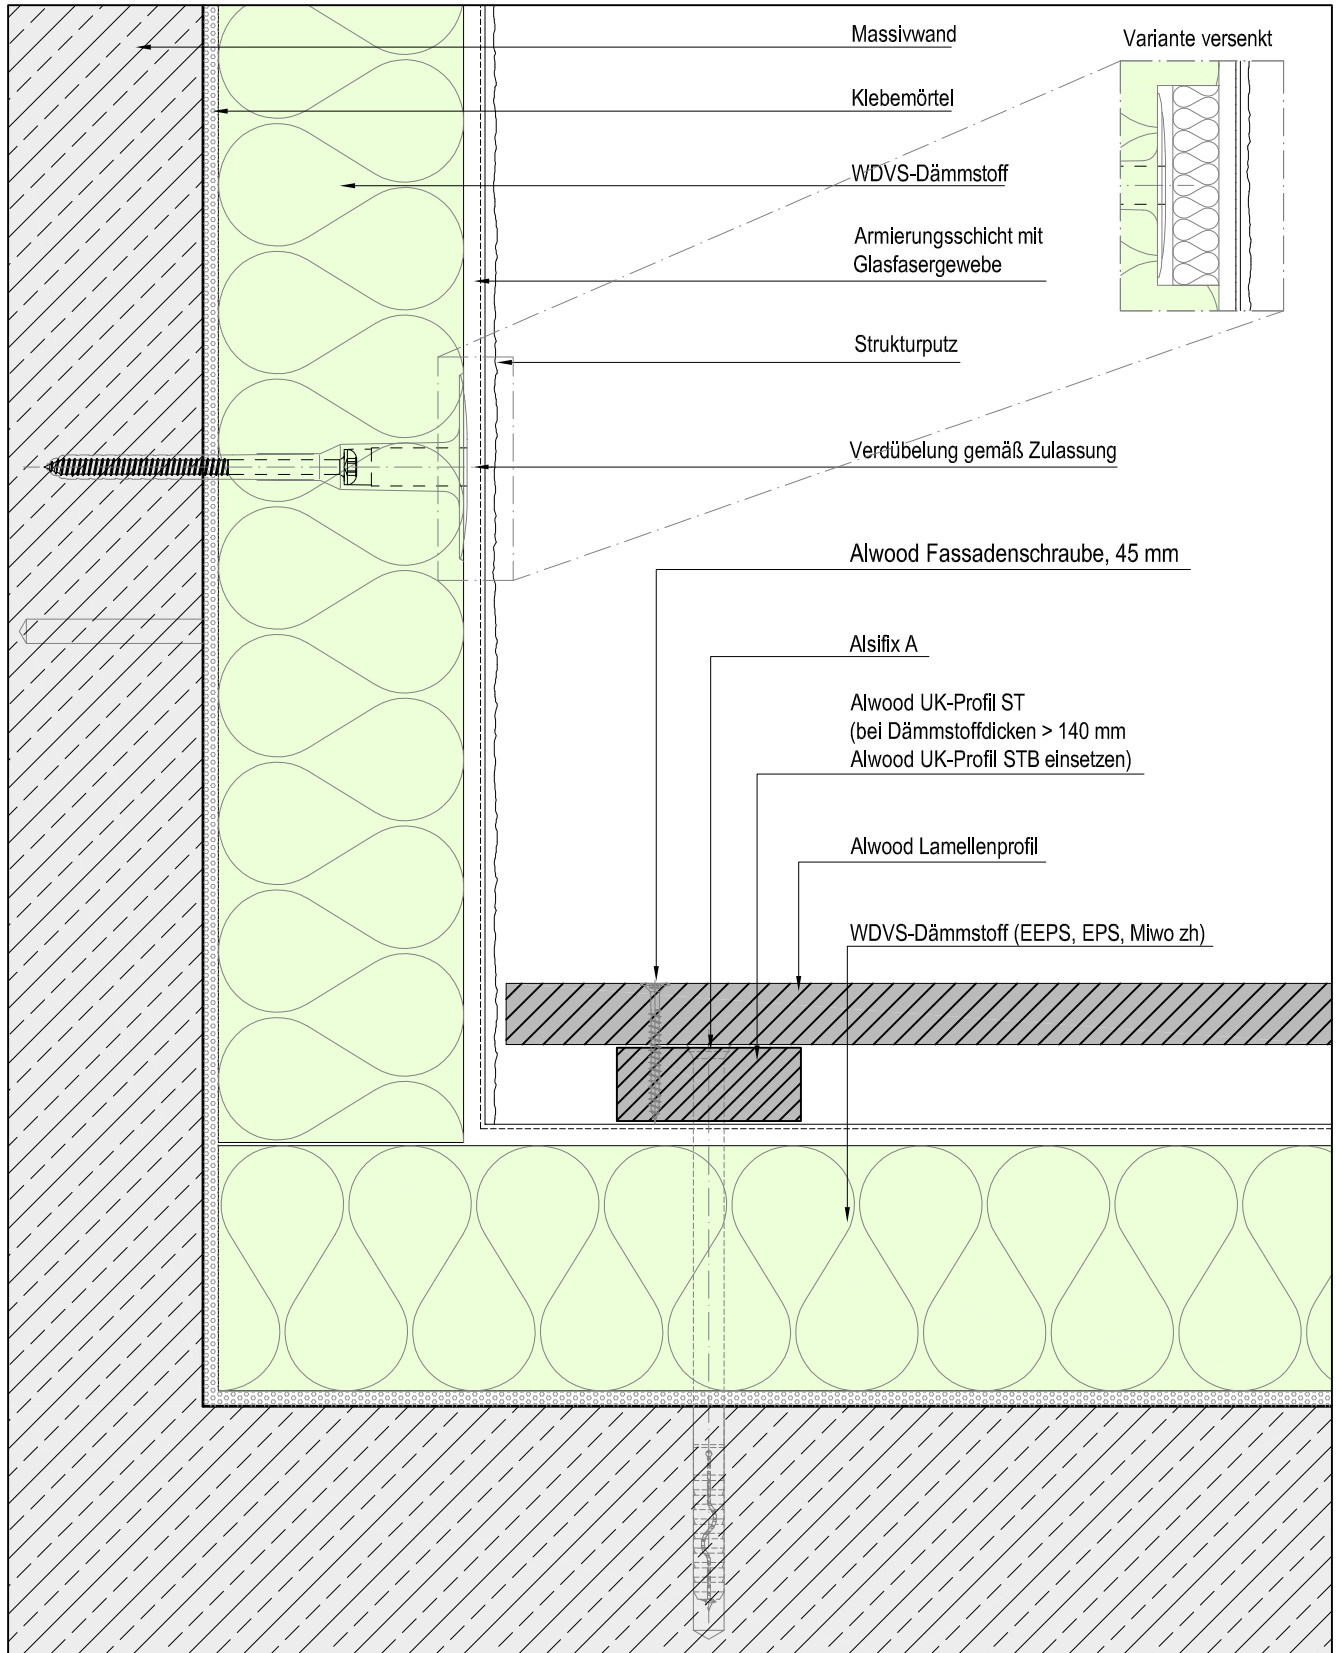 Massivwand
Variante versenkt
Klebemörtel
WDVS-Dämmstoff
Armierungsschicht mit
Glasfasergewebe
Strukturputz
Verdübelung gemäß Zulassung
Alwood Fassadenschraube, 45 mm
Alsifix A
Alwood UK-Profil ST
(bei Dämmstoffdicken > 140 mm
Alwood UK-Profil STB einsetzen)
Alwood Lamellenprofil
WDVS-Dämmstoff (EEPS, EPS, Miwo zh)